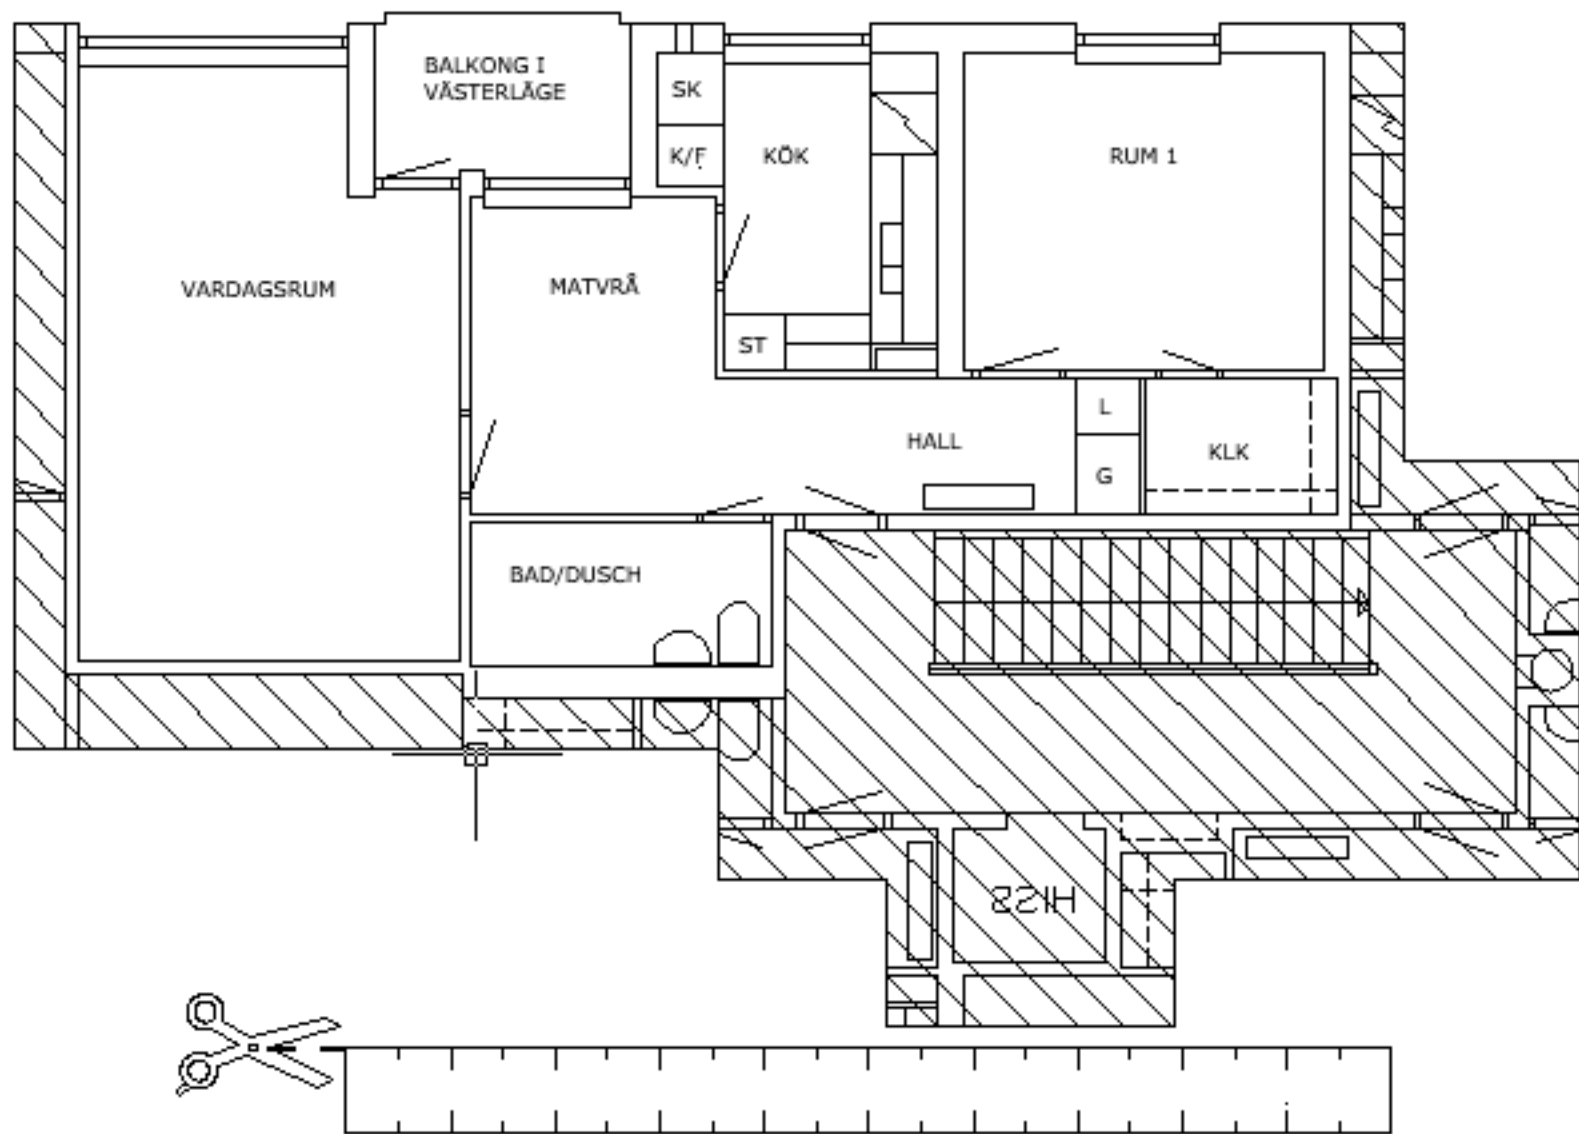 BALKONG I
VÄSTERLÄGE
SK
K/F
KÖK
RUM 1
VARDAGSRUM
MATVRÅ
ST
L
HALL
G
KLK
BAD/DUSCH
HISS